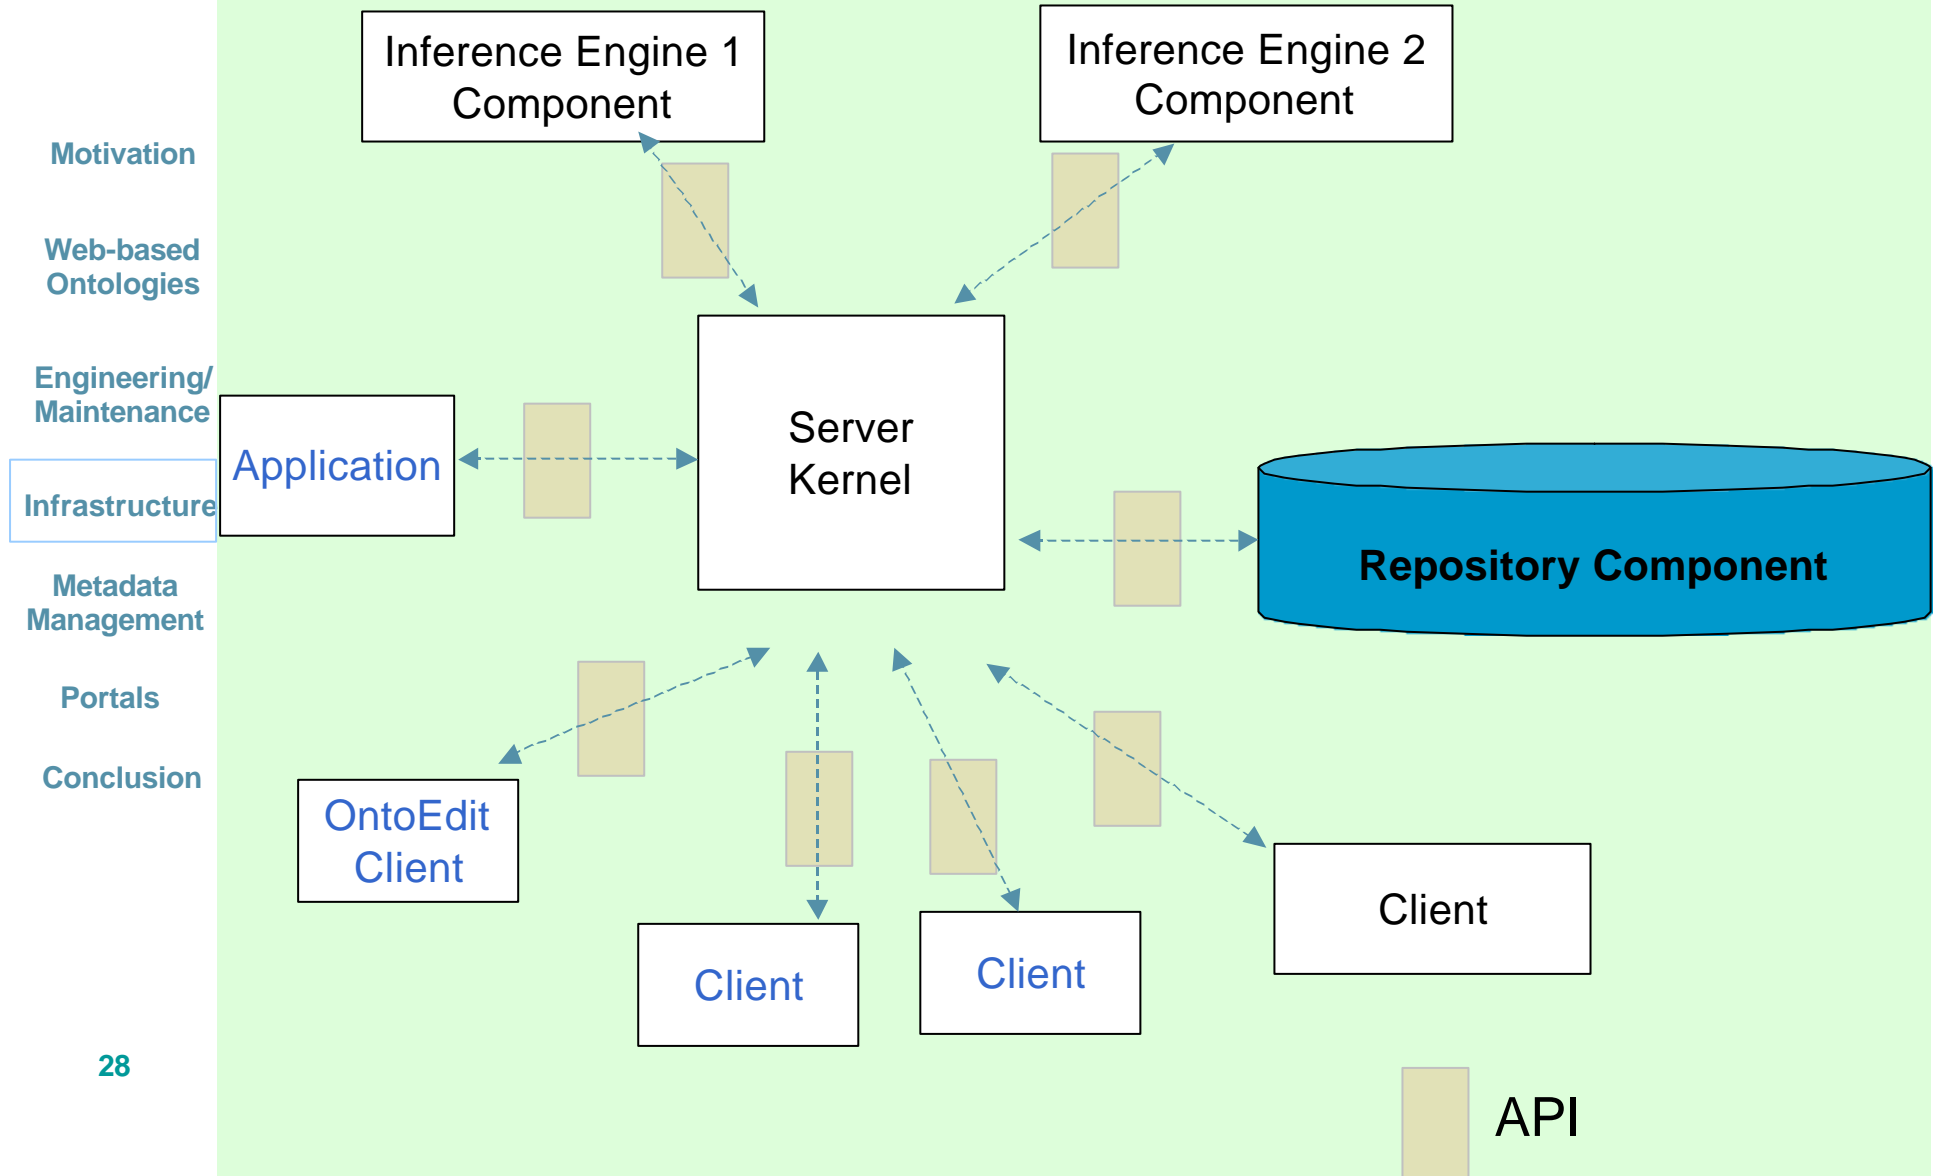 Motivation
Web-based
Ontologies
Engineering/
Maintenance
Infrastructure
Metadata
Management
Portals
Conclusion
28
Inference Engine 1
Component
Inference Engine 2
Component
Application
Server
Kernel
Repository Component
OntoEdit
Client
Client
Client
Client
API